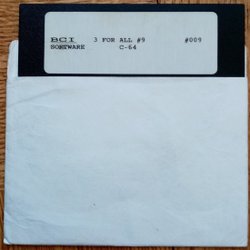 BCI 3 FOR ALL #9 #009
SOFTWARE C-64